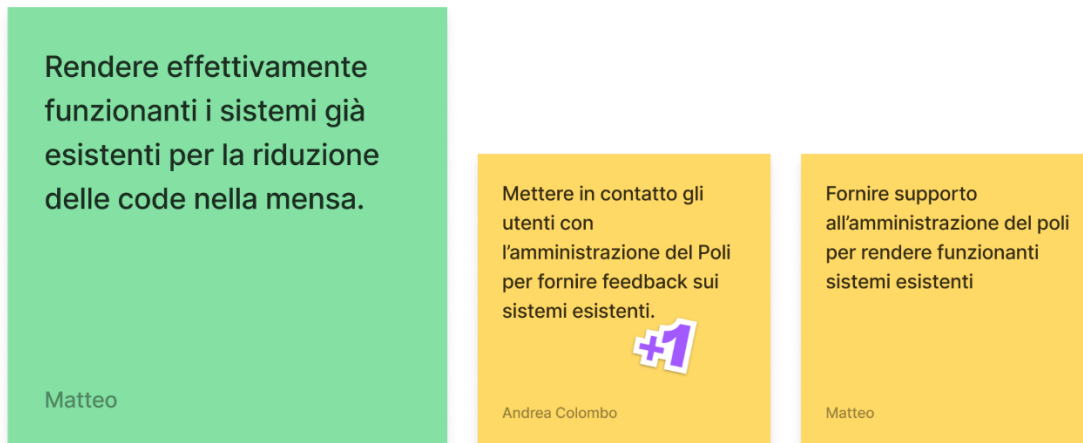 Rendere effettivamente
funzionanti i sistemi già
esistenti per la riduzione
delle code nella mensa.
Matteo
Mettere in contatto gli
utenti con
l’amministrazione del Poli
per fornire feedback sui
sistemi esistenti.
+1
Andrea Colombo
Fornire supporto
all’amministrazione del poli
per rendere funzionanti
sistemi esistenti
Matteo